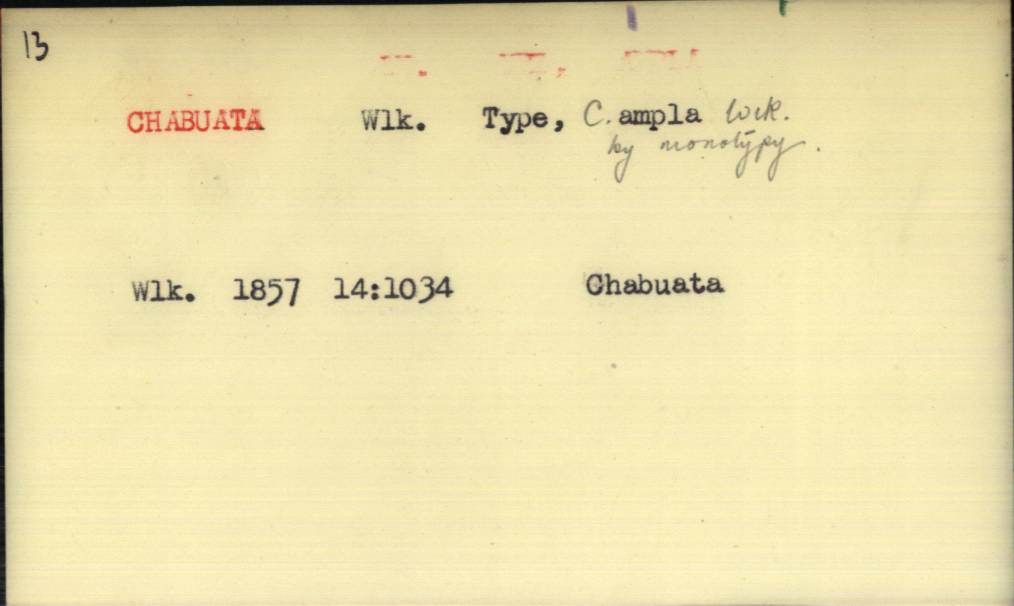 13
CHABUATA Wlk. Type, C. ampla Wlk.
by monotypy.
Wlk. 1857 14:1034 Chabuata